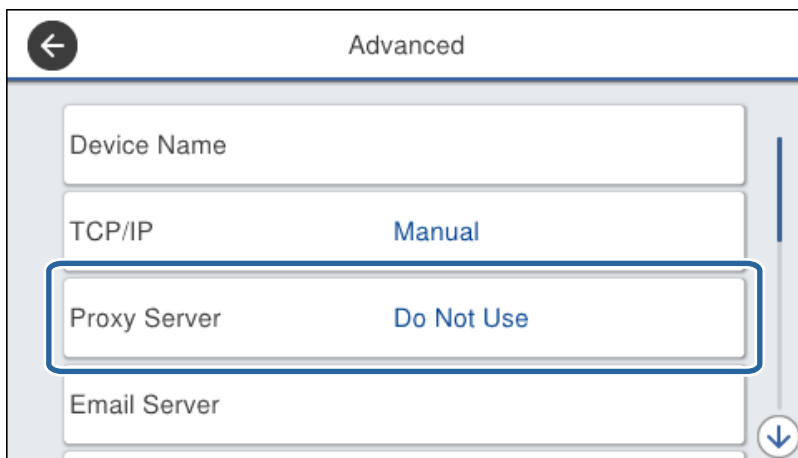 Advanced
Device Name
TCP/IP Manual
Proxy Server Do Not Use
Email Server